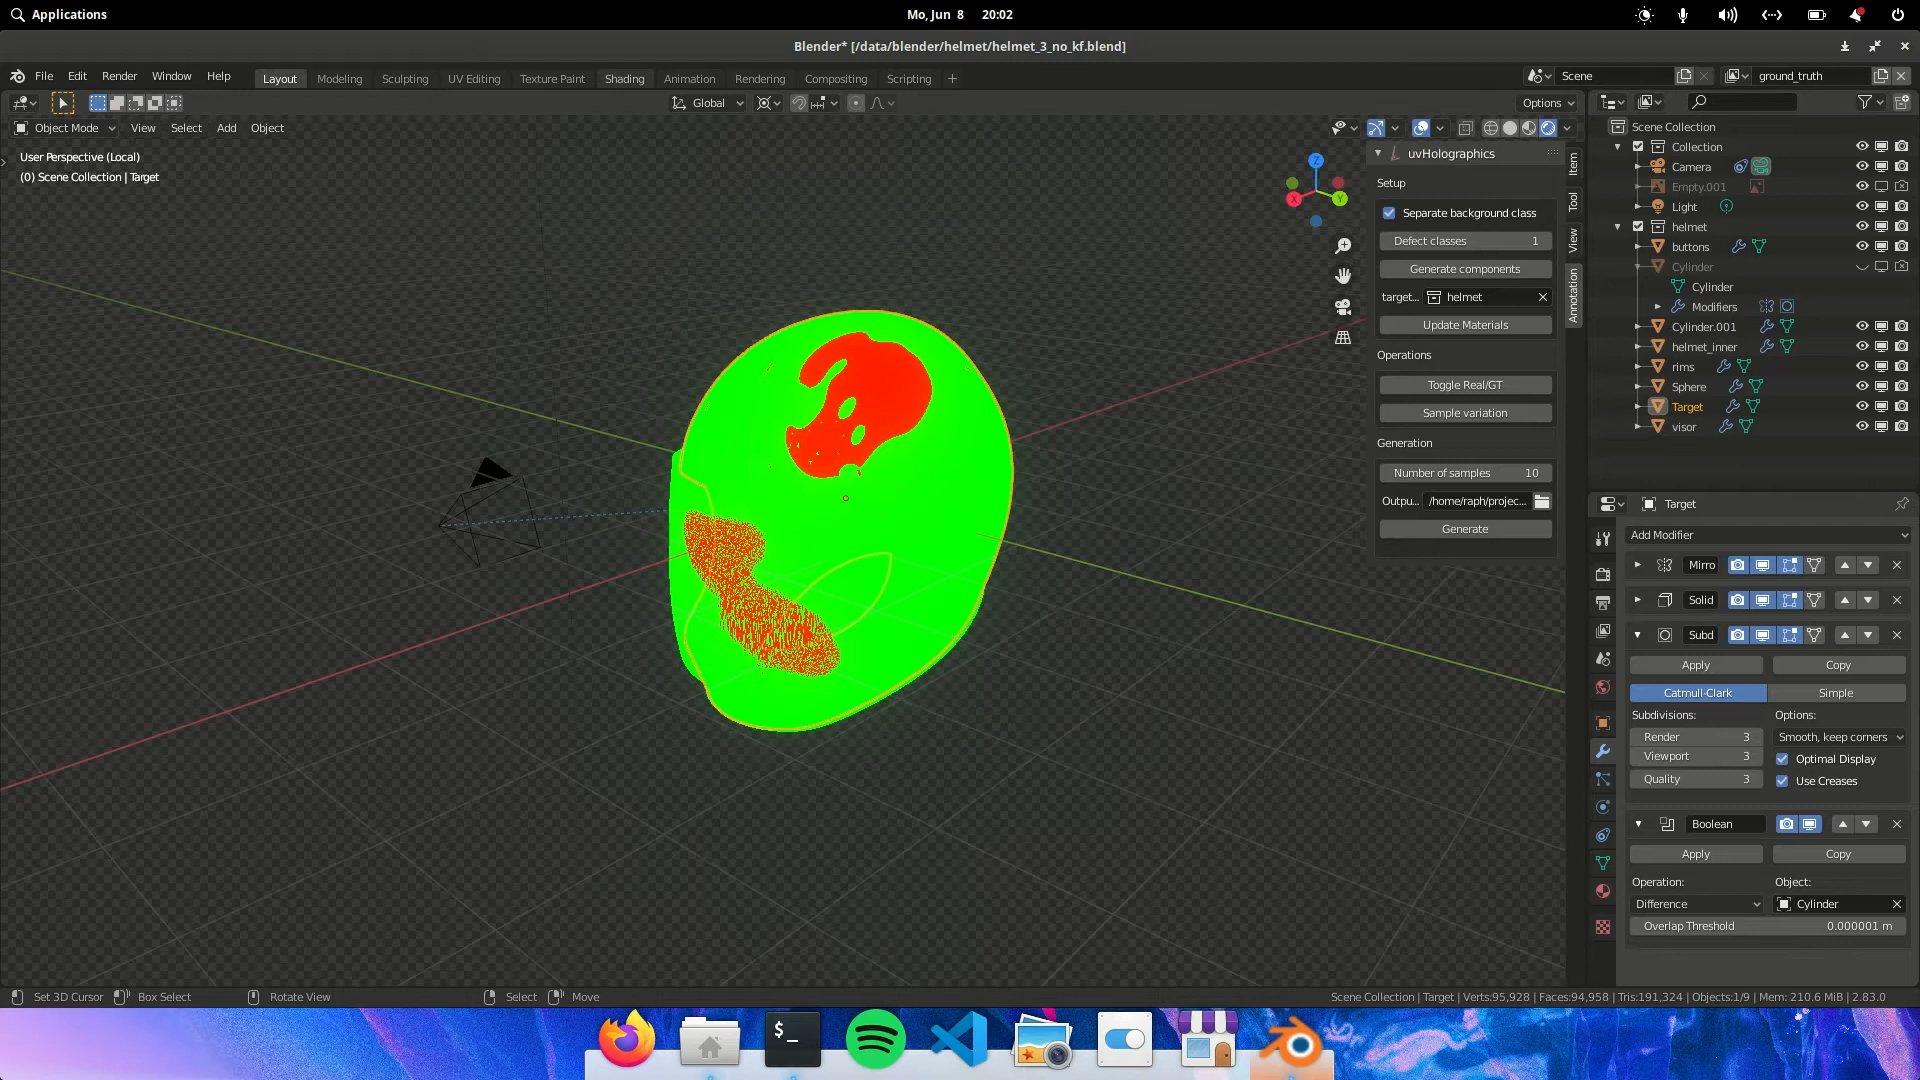 Applications
Mo, Jun 8 20:02
Blender* [/data/blender/helmet/helmet_3_no_kf.blend]
File Edit Render Window Help
Layout Modeling Sculpting UV Editing Texture Paint Shading Animation Rendering Compositing Scripting +
Scene
ground_truth
Global
Options
Object Mode View Select Add Object
User Perspective (Local)
(0) Scene Collection | Target
X
Y
Z
uvHolographics
Setup
Separate background class
Defect classes 1
Generate components
target... helmet
Update Materials
Operations
Toggle Real/GT
Sample variation
Generation
Number of samples 10
Outpu... /home/raph/projec...
Generate
Item
Tool
View
Annotation
Scene Collection
Collection
Camera
Empty.001
Light
helmet
buttons
Cylinder
Cylinder
Modifiers
Cylinder.001
helmet_inner
rims
Sphere
Target
visor
Target
Add Modifier
Mirro
Solid
Subd
Apply Copy
Catmull-Clark Simple
Subdivisions: Options:
Render 3 Smooth, keep corners
Viewport 3 Optimal Display
Quality 3 Use Creases
Boolean
Apply Copy
Operation: Object:
Difference Cylinder
Overlap Threshold 0.000001 m
Set 3D Cursor Box Select Rotate View Select Move
Scene Collection | Target | Verts:95,928 | Faces:94,958 | Tris:191,324 | Objects:1/9 | Mem: 210.6 MiB | 2.83.0
$_